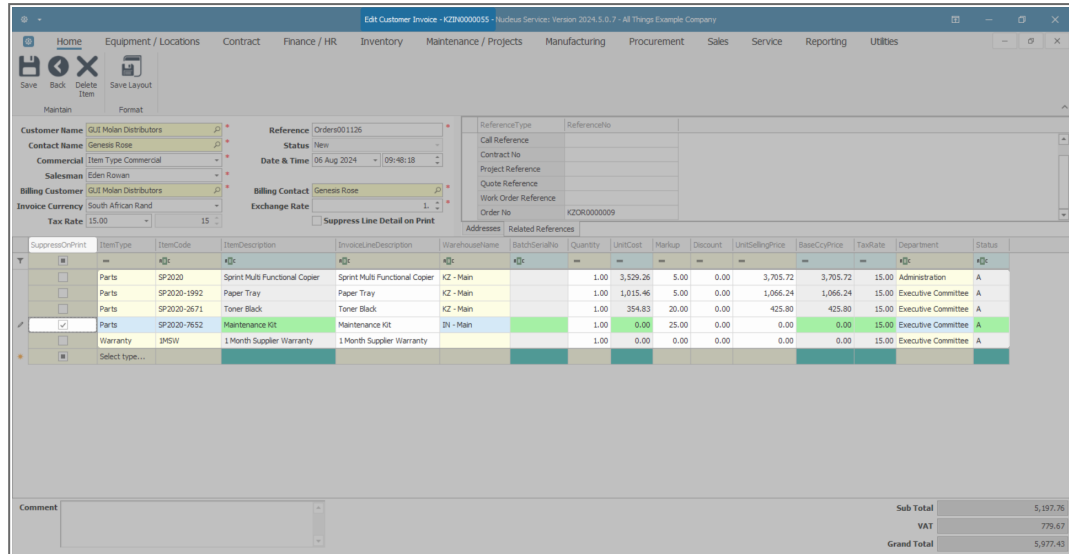 Edit Customer Invoice - KZIN0000055 - Nucleus Service: Version 2024.5.0.7 - All Things Example Company
Home Equipment / Locations Contract Finance / HR Inventory Maintenance / Projects Manufacturing Procurement Sales Service Reporting Utilities
Save Back Delete Item Save Layout
Maintain Format
Customer Name GUI Molan Distributors * Reference Orders001126 * ReferenceType ReferenceNo
Contact Name Genesis Rose * Status New Call Reference
Commercial Item Type Commercial * Date & Time 06 Aug 2024 09:48:18 Contract No
Salesman Eden Rowan * Project Reference
Billing Customer GUI Molan Distributors * Billing Contact Genesis Rose * Quote Reference
Invoice Currency South African Rand Exchange Rate 1. * Work Order Reference
Tax Rate 15.00 15 Suppress Line Detail on Print Order No KZOR0000009
Addresses Related References
SuppressOnPrint ItemType ItemCode ItemDescription InvoiceLineDescription WarehouseName BatchSerialNo Quantity UnitCost Markup Discount UnitSellingPrice BaseCcyPrice TaxRate Department Status
Parts SP2020 Sprint Multi Functional Copier Sprint Multi Functional Copier KZ - Main 1.00 3,529.26 5.00 0.00 3,705.72 3,705.72 15.00 Administration A
Parts SP2020-1992 Paper Tray Paper Tray KZ - Main 1.00 1,015.46 5.00 0.00 1,066.24 1,066.24 15.00 Executive Committee A
Parts SP2020-2671 Toner Black Toner Black KZ - Main 1.00 354.83 20.00 0.00 425.80 425.80 15.00 Executive Committee A
Parts SP2020-7652 Maintenance Kit Maintenance Kit IN - Main 1.00 0.00 25.00 0.00 0.00 0.00 15.00 Executive Committee A
Warranty 1MSW 1 Month Supplier Warranty 1 Month Supplier Warranty 1.00 0.00 0.00 0.00 0.00 0.00 15.00 Executive Committee A
Select type...
Comment Sub Total 5,197.76
VAT 779.67
Grand Total 5,977.43